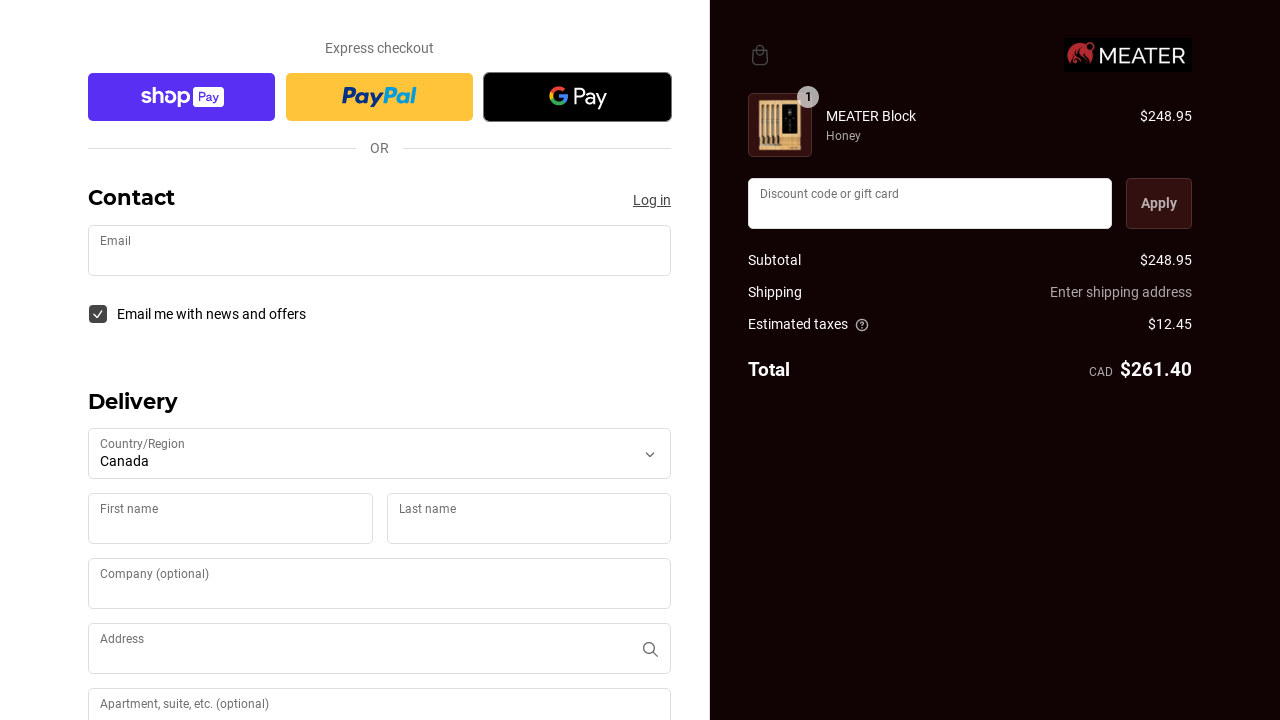 Express checkout
shop Pay
PayPal
G Pay
OR
Contact
Log in
Email
Email me with news and offers
Delivery
Country/Region
Canada
First name
Last name
Company (optional)
Address
Apartment, suite, etc. (optional)
MEATER
1
MEATER Block
$248.95
Honey
Discount code or gift card
Apply
Subtotal
$248.95
Shipping
Enter shipping address
Estimated taxes
$12.45
Total
CAD $261.40